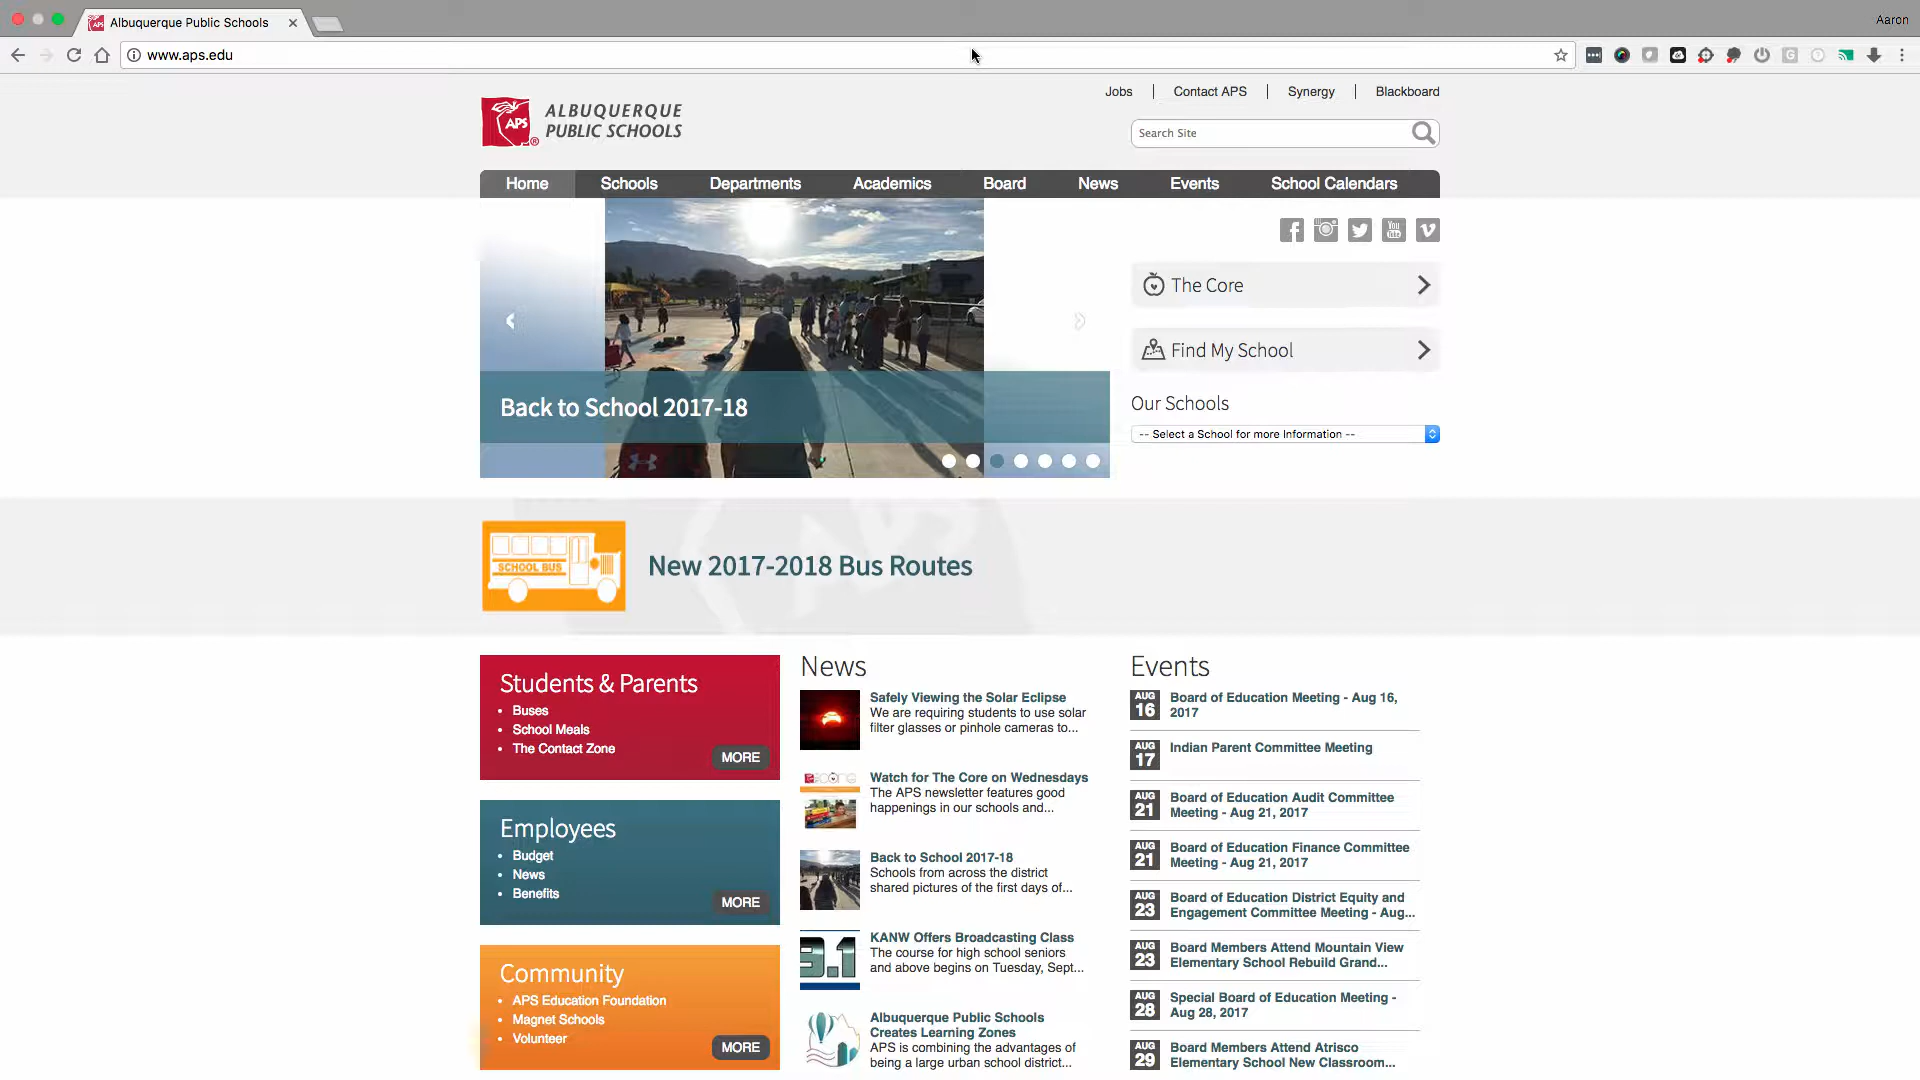 Albuquerque Public Schools
Aaron
www.aps.edu
Jobs
Contact APS
Synergy
Blackboard
APS
ALBUQUERQUE
PUBLIC SCHOOLS
Search Site
Home
Schools
Departments
Academics
Board
News
Events
School Calendars
The Core
Back to School 2017-18
Find My School
Our Schools
-- Select a School for more Information --
SCHOOL BUS
New 2017-2018 Bus Routes
Students & Parents
Buses
School Meals
The Contact Zone
MORE
Employees
Budget
News
Benefits
MORE
Community
APS Education Foundation
Magnet Schools
Volunteer
MORE
News
Safely Viewing the Solar Eclipse
We are requiring students to use solar
filter glasses or pinhole cameras to...
Watch for The Core on Wednesdays
The APS newsletter features good
happenings in our schools and...
Back to School 2017-18
Schools from across the district
shared pictures of the first days of...
KANW Offers Broadcasting Class
The course for high school seniors
and above begins on Tuesday, Sept...
Albuquerque Public Schools
Creates Learning Zones
APS is combining the advantages of
being a large urban school district...
Events
AUG
16
Board of Education Meeting - Aug 16,
2017
AUG
17
Indian Parent Committee Meeting
AUG
21
Board of Education Audit Committee
Meeting - Aug 21, 2017
AUG
21
Board of Education Finance Committee
Meeting - Aug 21, 2017
AUG
23
Board of Education District Equity and
Engagement Committee Meeting - Aug...
AUG
23
Board Members Attend Mountain View
Elementary School Rebuild Grand...
AUG
28
Special Board of Education Meeting -
Aug 28, 2017
AUG
29
Board Members Attend Atrisco
Elementary School New Classroom...